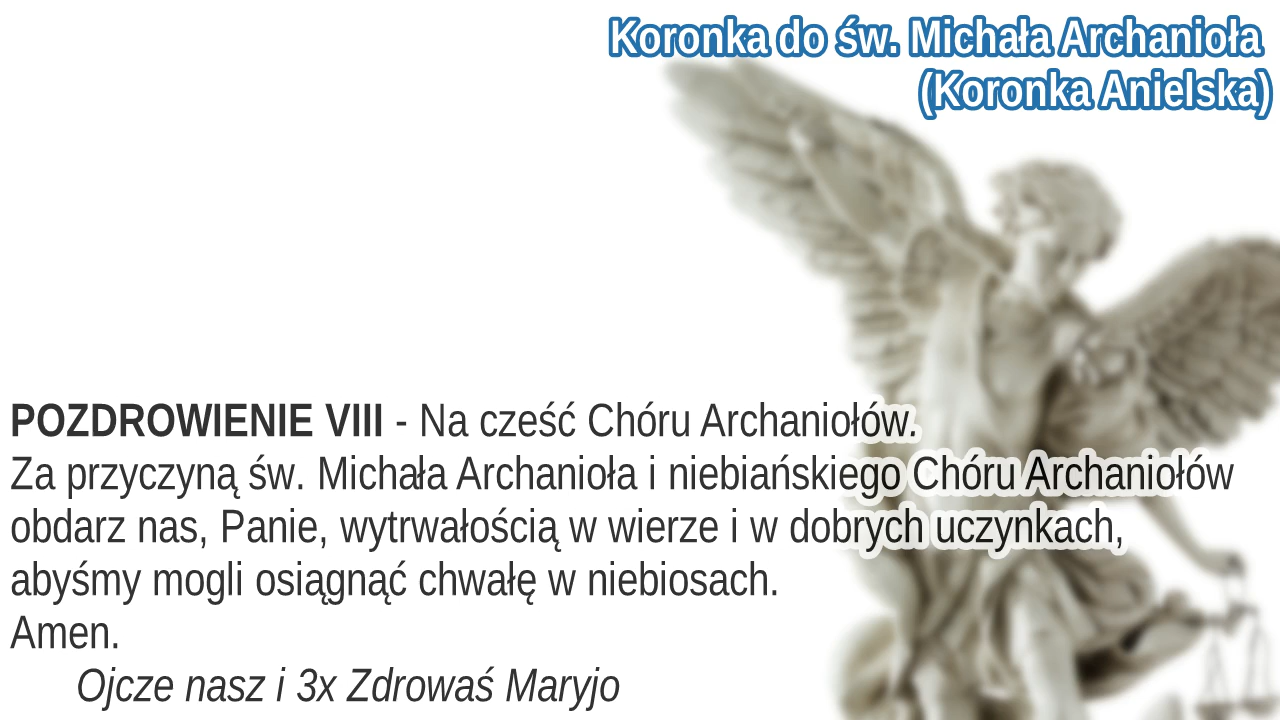 Koronka do św. Michała Archanioła
(Koronka Anielska)
POZDROWIENIE VIII - Na cześć Chóru Archaniołów.
Za przyczyną św. Michała Archanioła i niebiańskiego Chóru Archaniołów
obdarz nas, Panie, wytrwałością w wierze i w dobrych uczynkach,
abyśmy mogli osiągnąć chwałę w niebiosach.
Amen.
Ojcze nasz i 3x Zdrowaś Maryjo